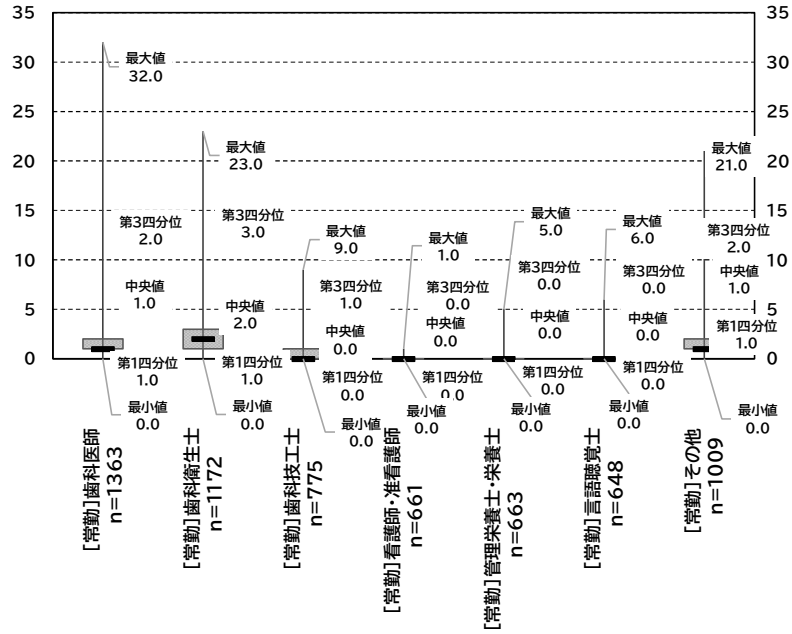 35
30
25
20
15
10
5
0
35
30
25
20
15
10
5
0
最大値
32.0
第3四分位
2.0
中央値
1.0
第1四分位
1.0
最小値
0.0
最大値
23.0
第3四分位
3.0
中央値
2.0
第1四分位
1.0
最小値
0.0
最大値
9.0
第3四分位
1.0
中央値
0.0
第1四分位
0.0
最小値
0.0
最大値
1.0
第3四分位
0.0
中央値
0.0
第1四分位
0.0
最小値
0.0
最大値
5.0
第3四分位
0.0
中央値
0.0
第1四分位
0.0
最小値
0.0
最大値
6.0
第3四分位
0.0
中央値
0.0
第1四分位
0.0
最小値
0.0
最大値
21.0
第3四分位
2.0
中央値
1.0
第1四分位
1.0
最小値
0.0
[常勤]歯科医師
n=1363
[常勤]歯科衛生士
n=1172
[常勤]歯科技工士
n=775
[常勤]看護師・准看護師
n=661
[常勤]管理栄養士・栄養士
n=663
[常勤]言語聴覚士
n=648
[常勤]その他
n=1009